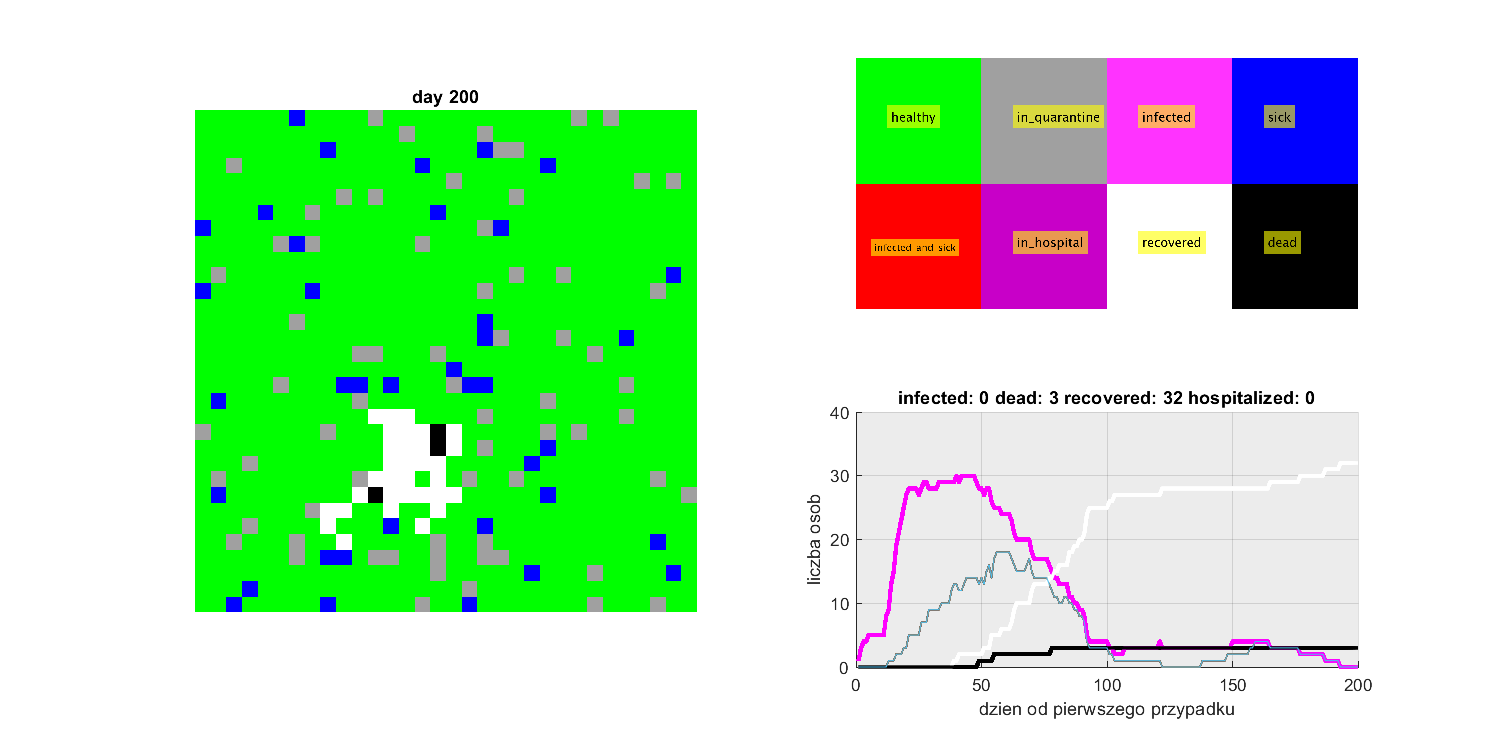 day 200
healthy
in_quarantine
infected
sick
infected and sick
in_hospital
recovered
dead
infected: 0 dead: 3 recovered: 32 hospitalized: 0
liczba osob
40
30
20
10
0
0 50 100 150 200
dzien od pierwszego przypadku